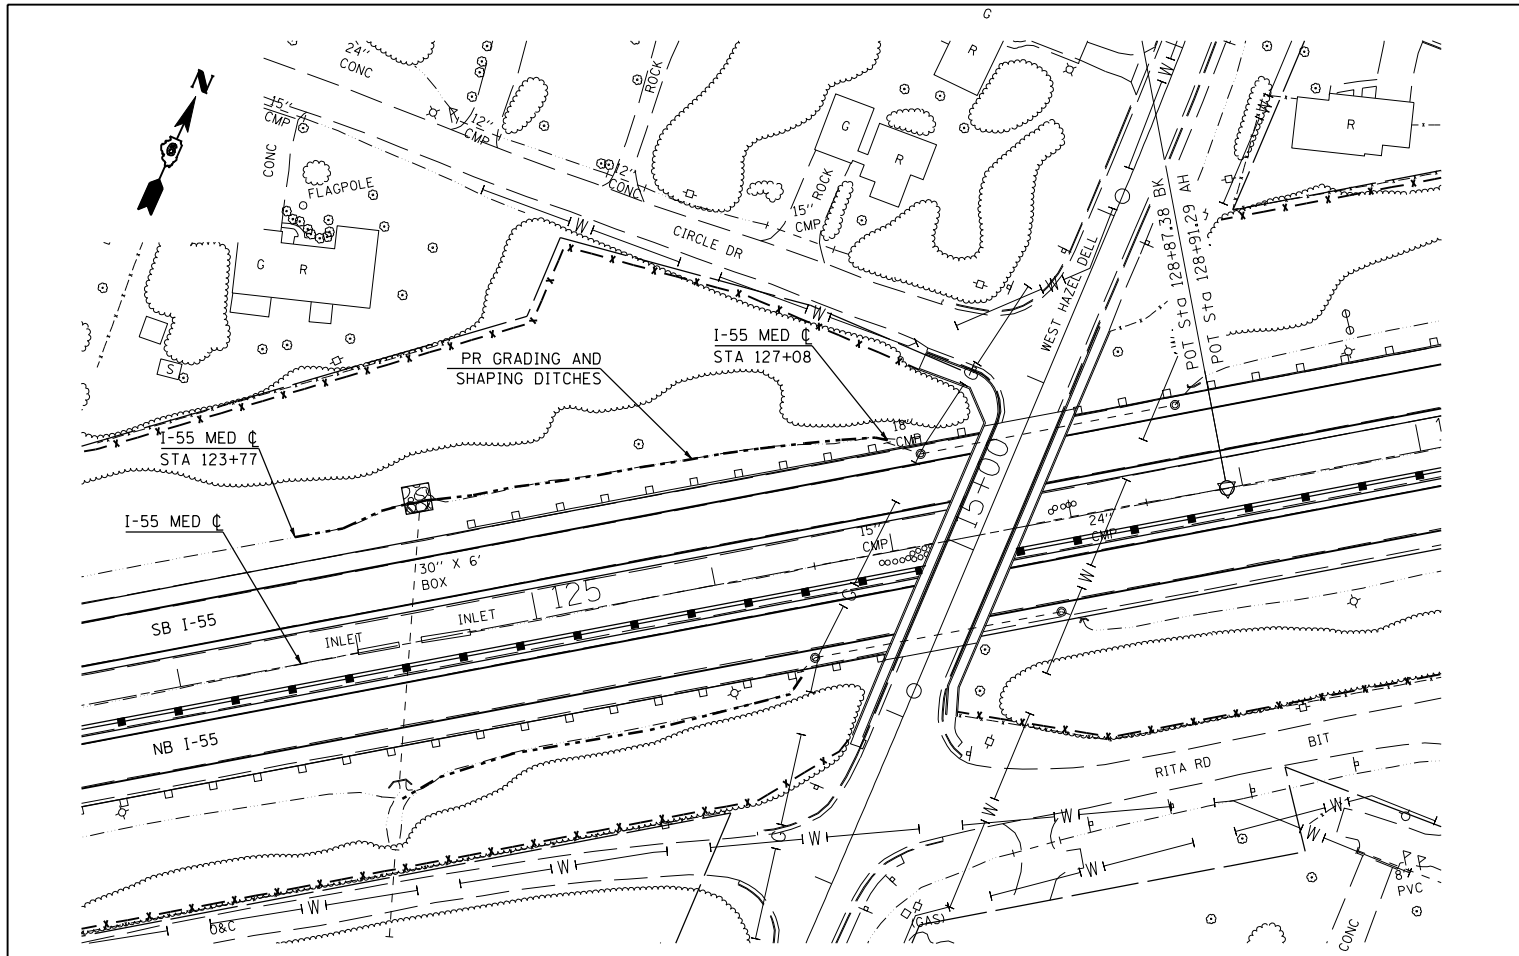 G
24"
CONC
ROCK
R
N
15"
CMP
12"
CMP
W
W
CONC
FLAGPOLE
12"
CONC
G
R
R
15"
CMP
ROCK
CIRCLE DR
W
H
W
WEST HAZEL DELL
POT Sta 128+87.38 BK
POT Sta 128+91.29 AH
G R
W
S
I-55 MED ℄
STA 127+08
PR GRADING AND
SHAPING DITCHES
I-55 MED ℄
STA 123+77
18"
CMP
I-55 MED ℄
15+00
15"
CMP
24"
CMP
30" X 6'
BOX
125
INLET
INLET
SB I-55
G
W
NB I-55
RITA RD
BIT
W
W
W
W
W
W
G
W
W
O&C
(GAS)
8"
PVC
CONC